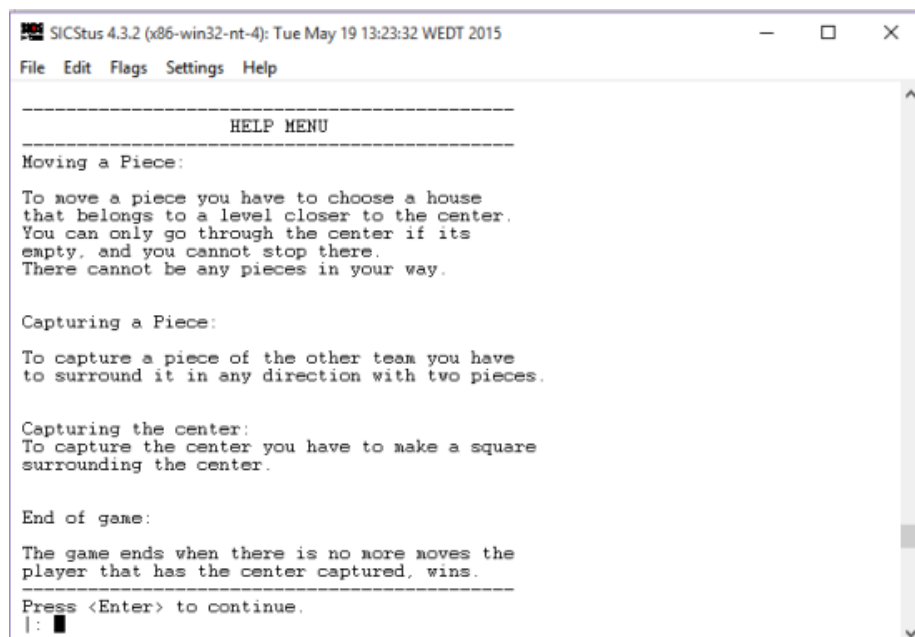 SICStus 4.3.2 (x86-win32-nt-4): Tue May 19 13:23:32 WEDT 2015
File Edit Flags Settings Help
HELP MENU
Moving a Piece:
To move a piece you have to choose a house
that belongs to a level closer to the center.
You can only go through the center if its
empty, and you cannot stop there.
There cannot be any pieces in your way.
Capturing a Piece:
To capture a piece of the other team you have
to surround it in any direction with two pieces.
Capturing the center:
To capture the center you have to make a square
surrounding the center.
End of game:
The game ends when there is no more moves the
player that has the center captured, wins.
Press <Enter> to continue.
|: